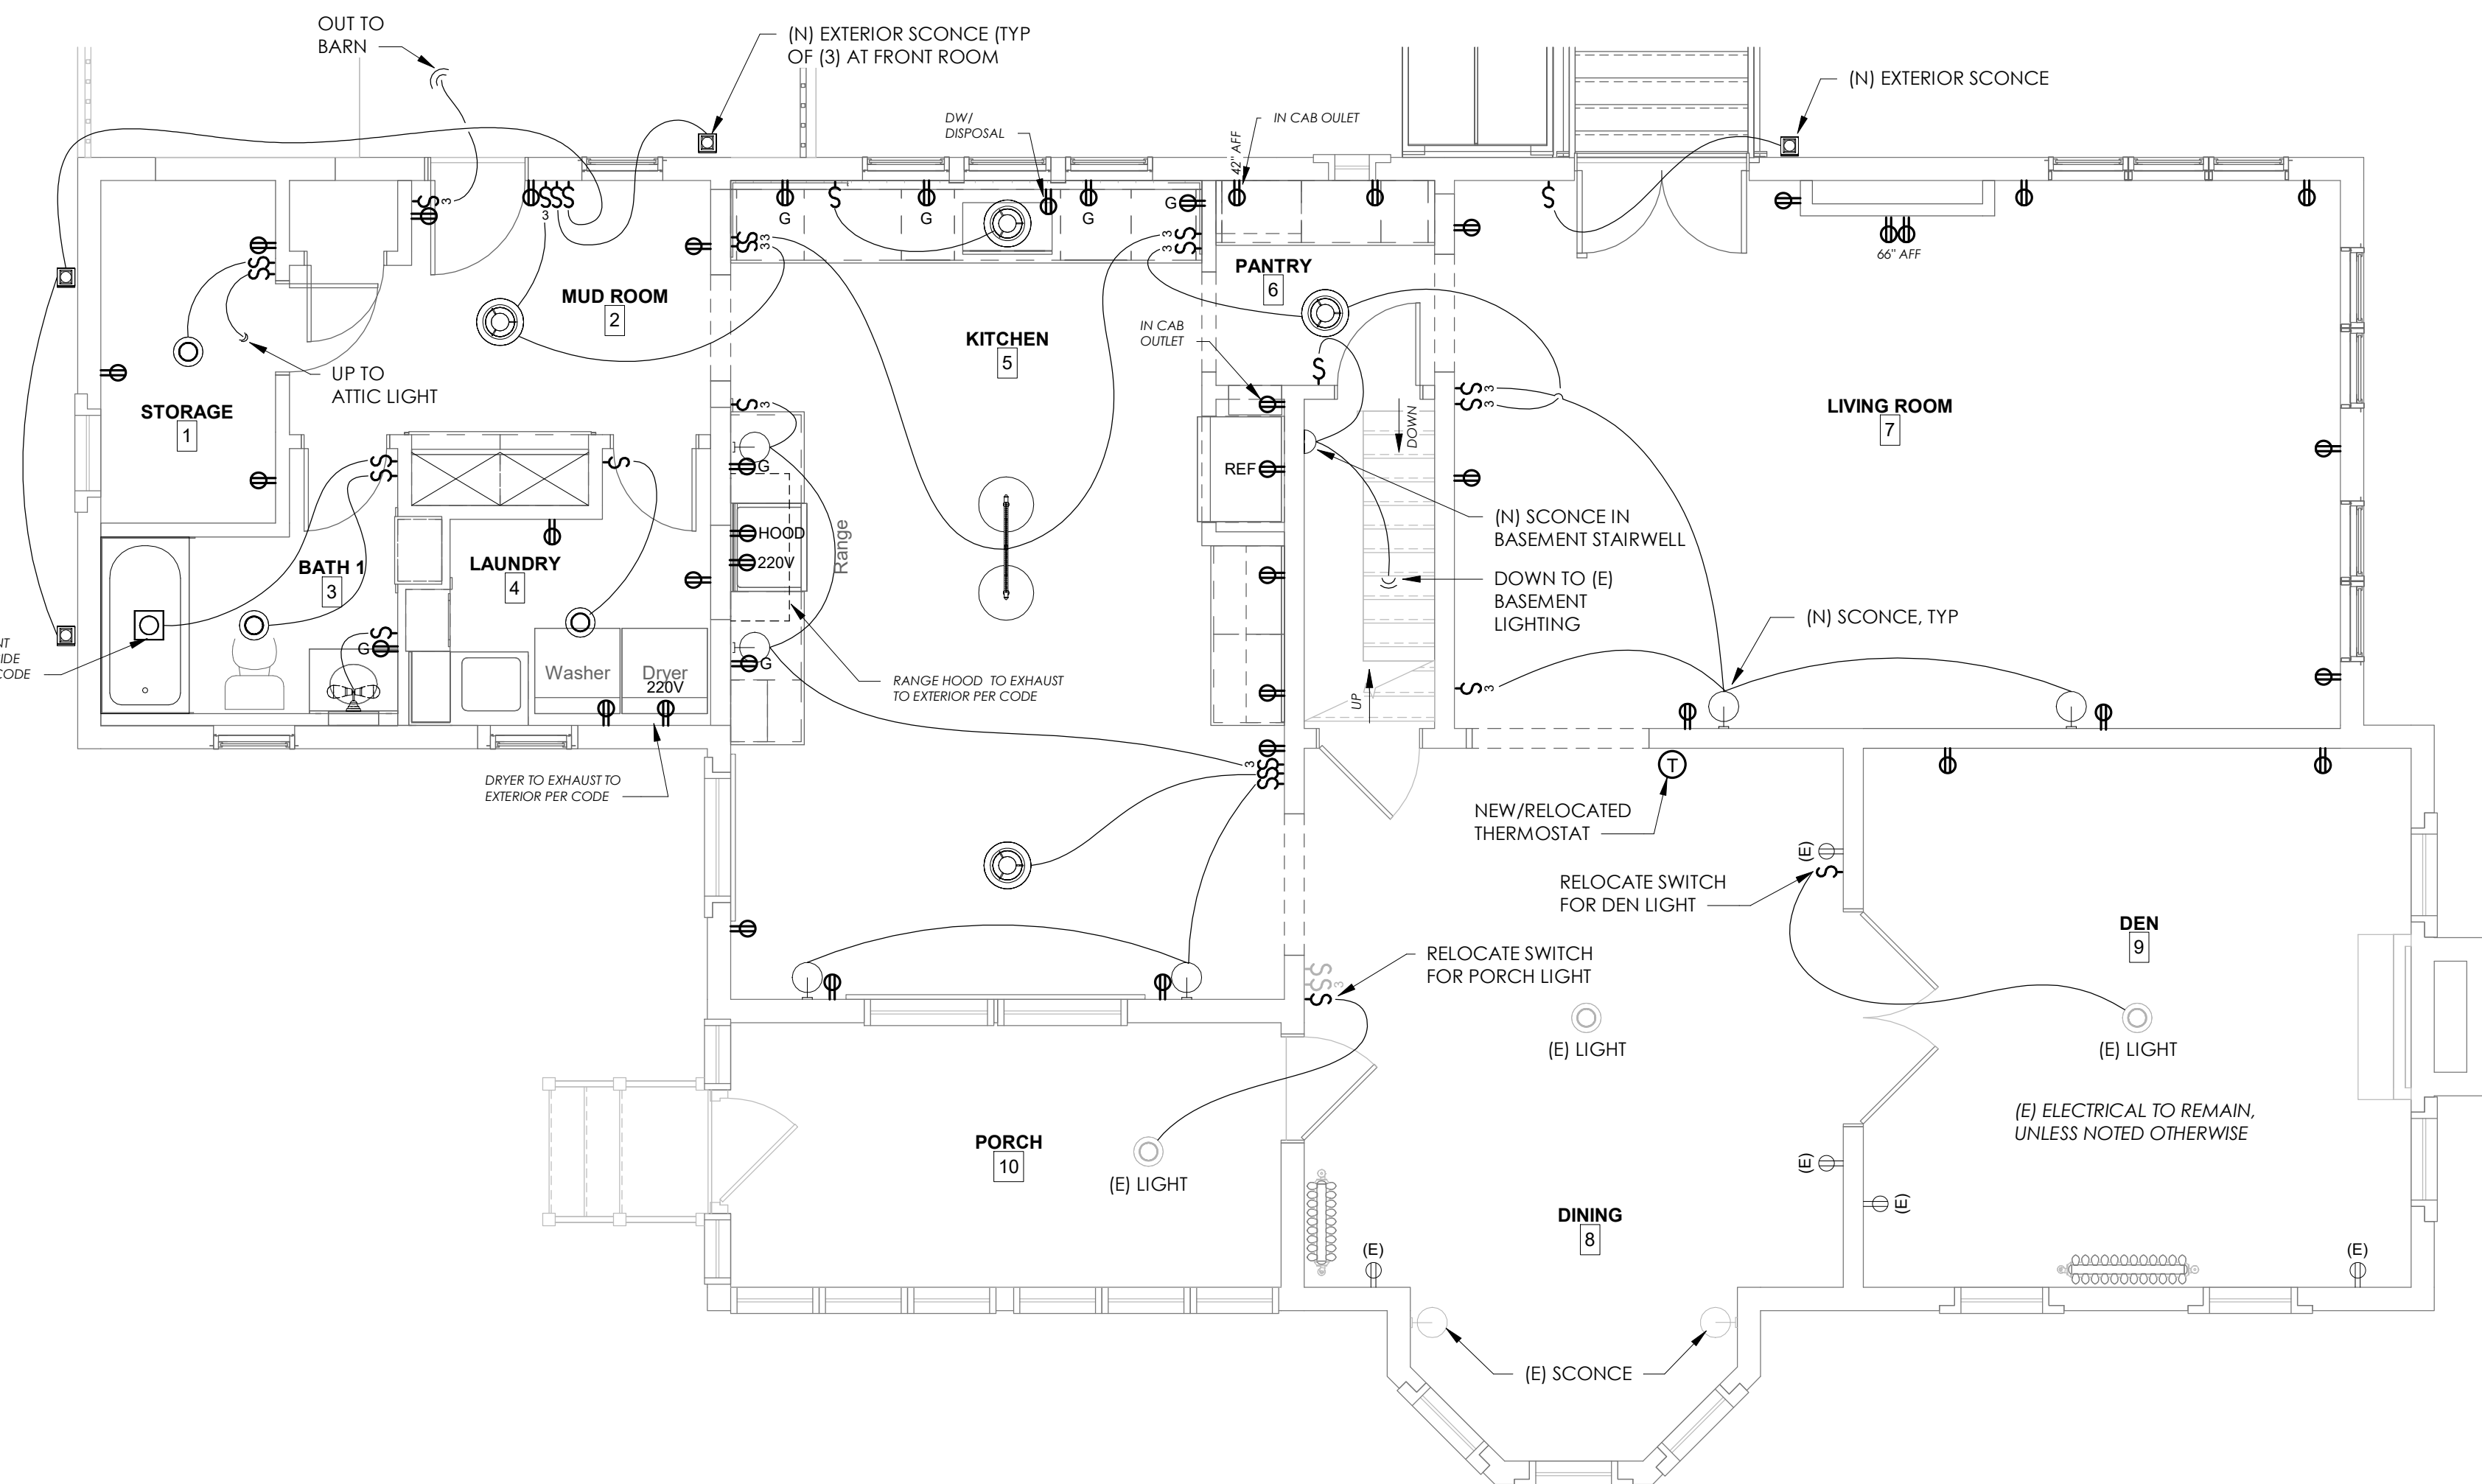 OUT TO
BARN
(N) EXTERIOR SCONCE (TYP
OF (3) AT FRONT ROOM
(N) EXTERIOR SCONCE
DW/
DISPOSAL
42" AFF
IN CAB OULET
3
3
G
G
G
G
3
3
3
3
66" AFF
MUD ROOM
2
PANTRY
6
KITCHEN
5
IN CAB
OUTLET
UP TO
ATTIC LIGHT
STORAGE
1
3
3
3
DOWN
LIVING ROOM
7
G
REF
HOOD
220V
Range
(N) SCONCE IN
BASEMENT STAIRWELL
BATH 1
3
LAUNDRY
4
DOWN TO (E)
BASEMENT
LIGHTING
(N) SCONCE, TYP
NT
IDE
CODE
G
Washer
Dryer
220V
G
RANGE HOOD  TO EXHAUST
TO EXTERIOR PER CODE
UP
3
DRYER TO EXHAUST TO
EXTERIOR PER CODE
3
T
NEW/RELOCATED
THERMOSTAT
(E)
RELOCATE SWITCH
FOR DEN LIGHT
DEN
9
RELOCATE SWITCH
FOR PORCH LIGHT
3
(E) LIGHT
(E) LIGHT
(E) ELECTRICAL TO REMAIN,
UNLESS NOTED OTHERWISE
PORCH
10
(E) LIGHT
(E)
(E)
DINING
8
(E)
(E)
(E) SCONCE